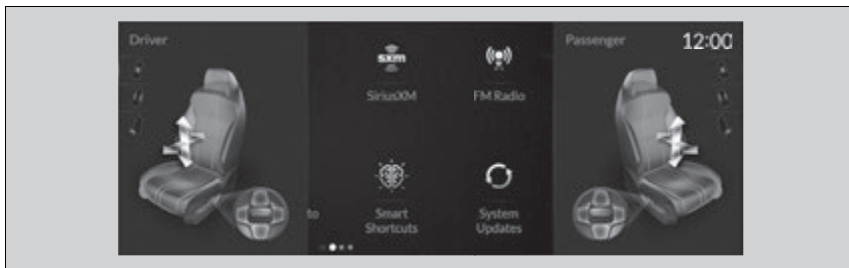 Driver
Passenger
12:00
sxm
SiriusXM
FM Radio
to
Smart
Shortcuts
System
Updates